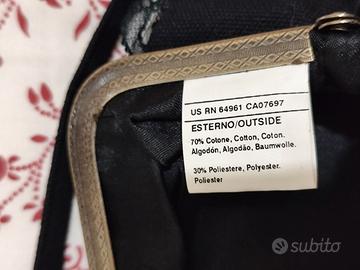 US RN 64961 CA07697
ESTERNO/OUTSIDE
70% Cotone, Cotton, Coton.
Algodón, Algodão, Baumwolle.
30% Poliestere, Polyester.
Poliester
subito